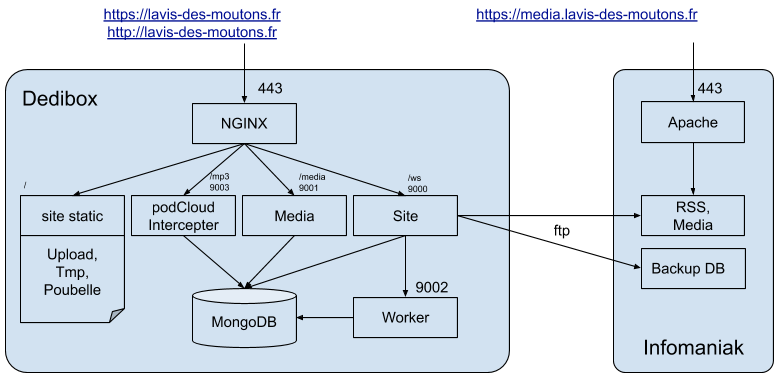 https://lavis-des-moutons.fr
http://lavis-des-moutons.fr
https://media.lavis-des-moutons.fr
Dedibox
443
NGINX
/
/mp3
9003
/media
9001
/ws
9000
site static
podCloud
Intercepter
Media
Site
Upload,
Tmp,
Poubelle
MongoDB
9002
Worker
ftp
443
Apache
RSS,
Media
Backup DB
Infomaniak